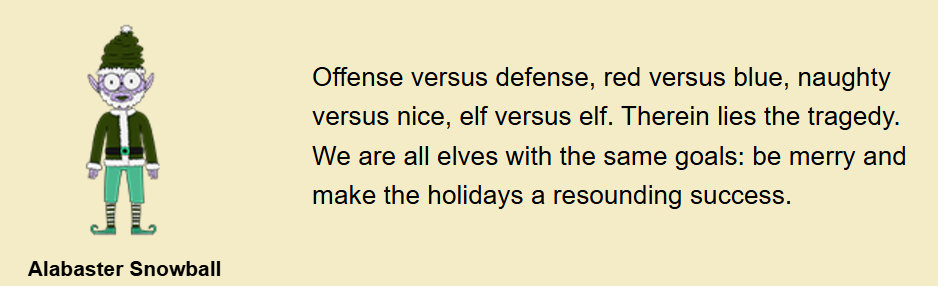 Offense versus defense, red versus blue, naughty
versus nice, elf versus elf. Therein lies the tragedy.
We are all elves with the same goals: be merry and
make the holidays a resounding success.
Alabaster Snowball